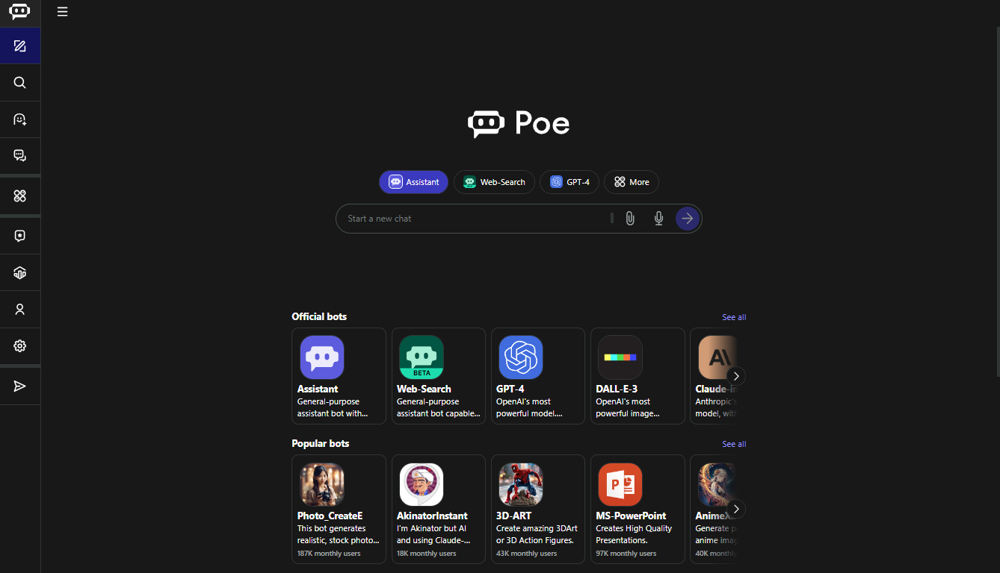 Poe
Assistant
Web-Search
GPT-4
More
Start a new chat
Official bots
See all
BETA
Assistant
General-purpose
assistant bot with...
Web-Search
General-purpose
assistant bot capable...
GPT-4
OpenAI's most
powerful model....
DALL-E-3
OpenAI's most
powerful image...
AI
Claude-in
Anthropic's
model, with
Popular bots
See all
Photo_CreateE
This bot generates
realistic, stock photo...
187K monthly users
AkinatorInstant
I'm Akinator but AI
and using Claude-...
18K monthly users
3D-ART
Create amazing 3DArt
or 3D Action Figures.
43K monthly users
P
MS-PowerPoint
Creates High Quality
Presentations.
97K monthly users
Generate
anime
40K